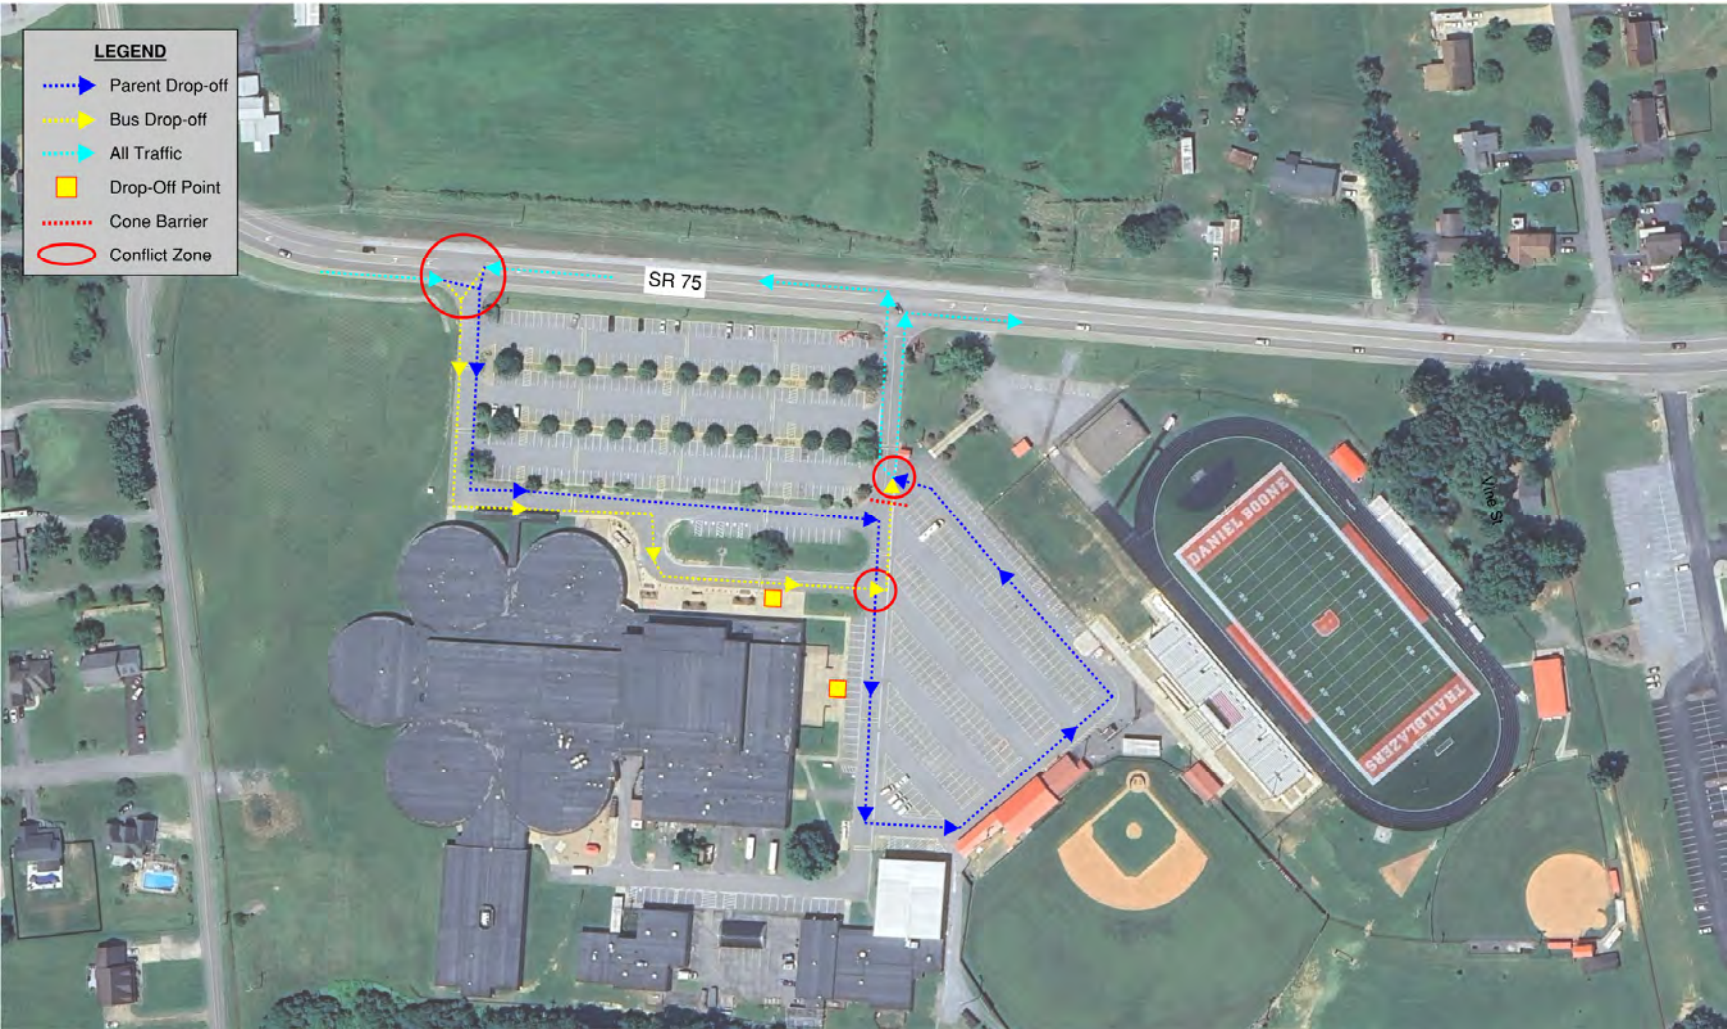 LEGEND
Parent Drop-off
Bus Drop-off
All Traffic
Drop-Off Point
Cone Barrier
Conflict Zone
SR 75
Vine St
DANIEL BOONE
B
TRAILBLAZERS